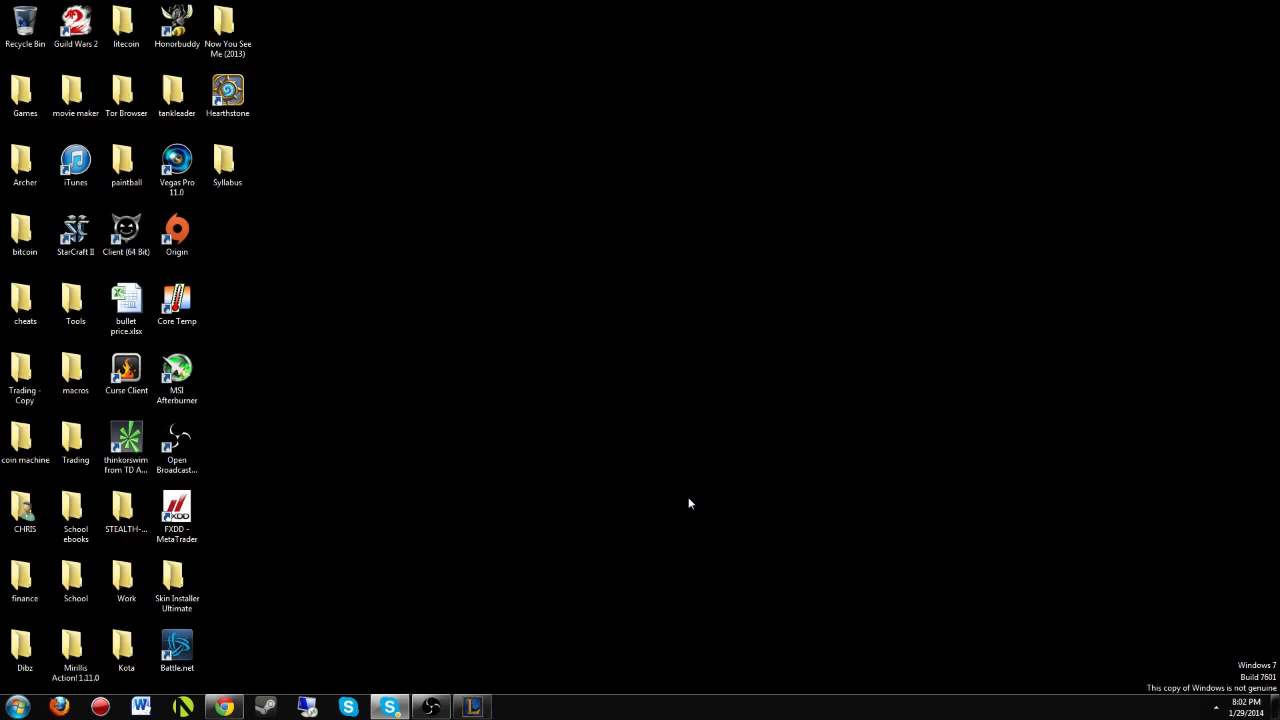 Recycle Bin
Guild Wars 2
litecoin
Honorbuddy
Now You See
Me (2013)
Games
movie maker
Tor Browser
tankleader
Hearthstone
Archer
iTunes
paintball
Vegas Pro
11.0
Syllabus
bitcoin
StarCraft II
Client (64 Bit)
Origin
cheats
Tools
bullet
price.xlsx
Core Temp
Trading -
Copy
macros
Curse Client
MSI
Afterburner
coin machine
Trading
thinkorswim
from TD A...
Open
Broadcast...
CHRIS
School
ebooks
STEALTH-...
XDD
FXDD -
MetaTrader
finance
School
Work
Skin Installer
Ultimate
Dibz
Mirillis
Action! 1.11.0
Kota
Battle.net
Windows 7
Build 7601
This copy of Windows is not genuine
8:02 PM
1/29/2014